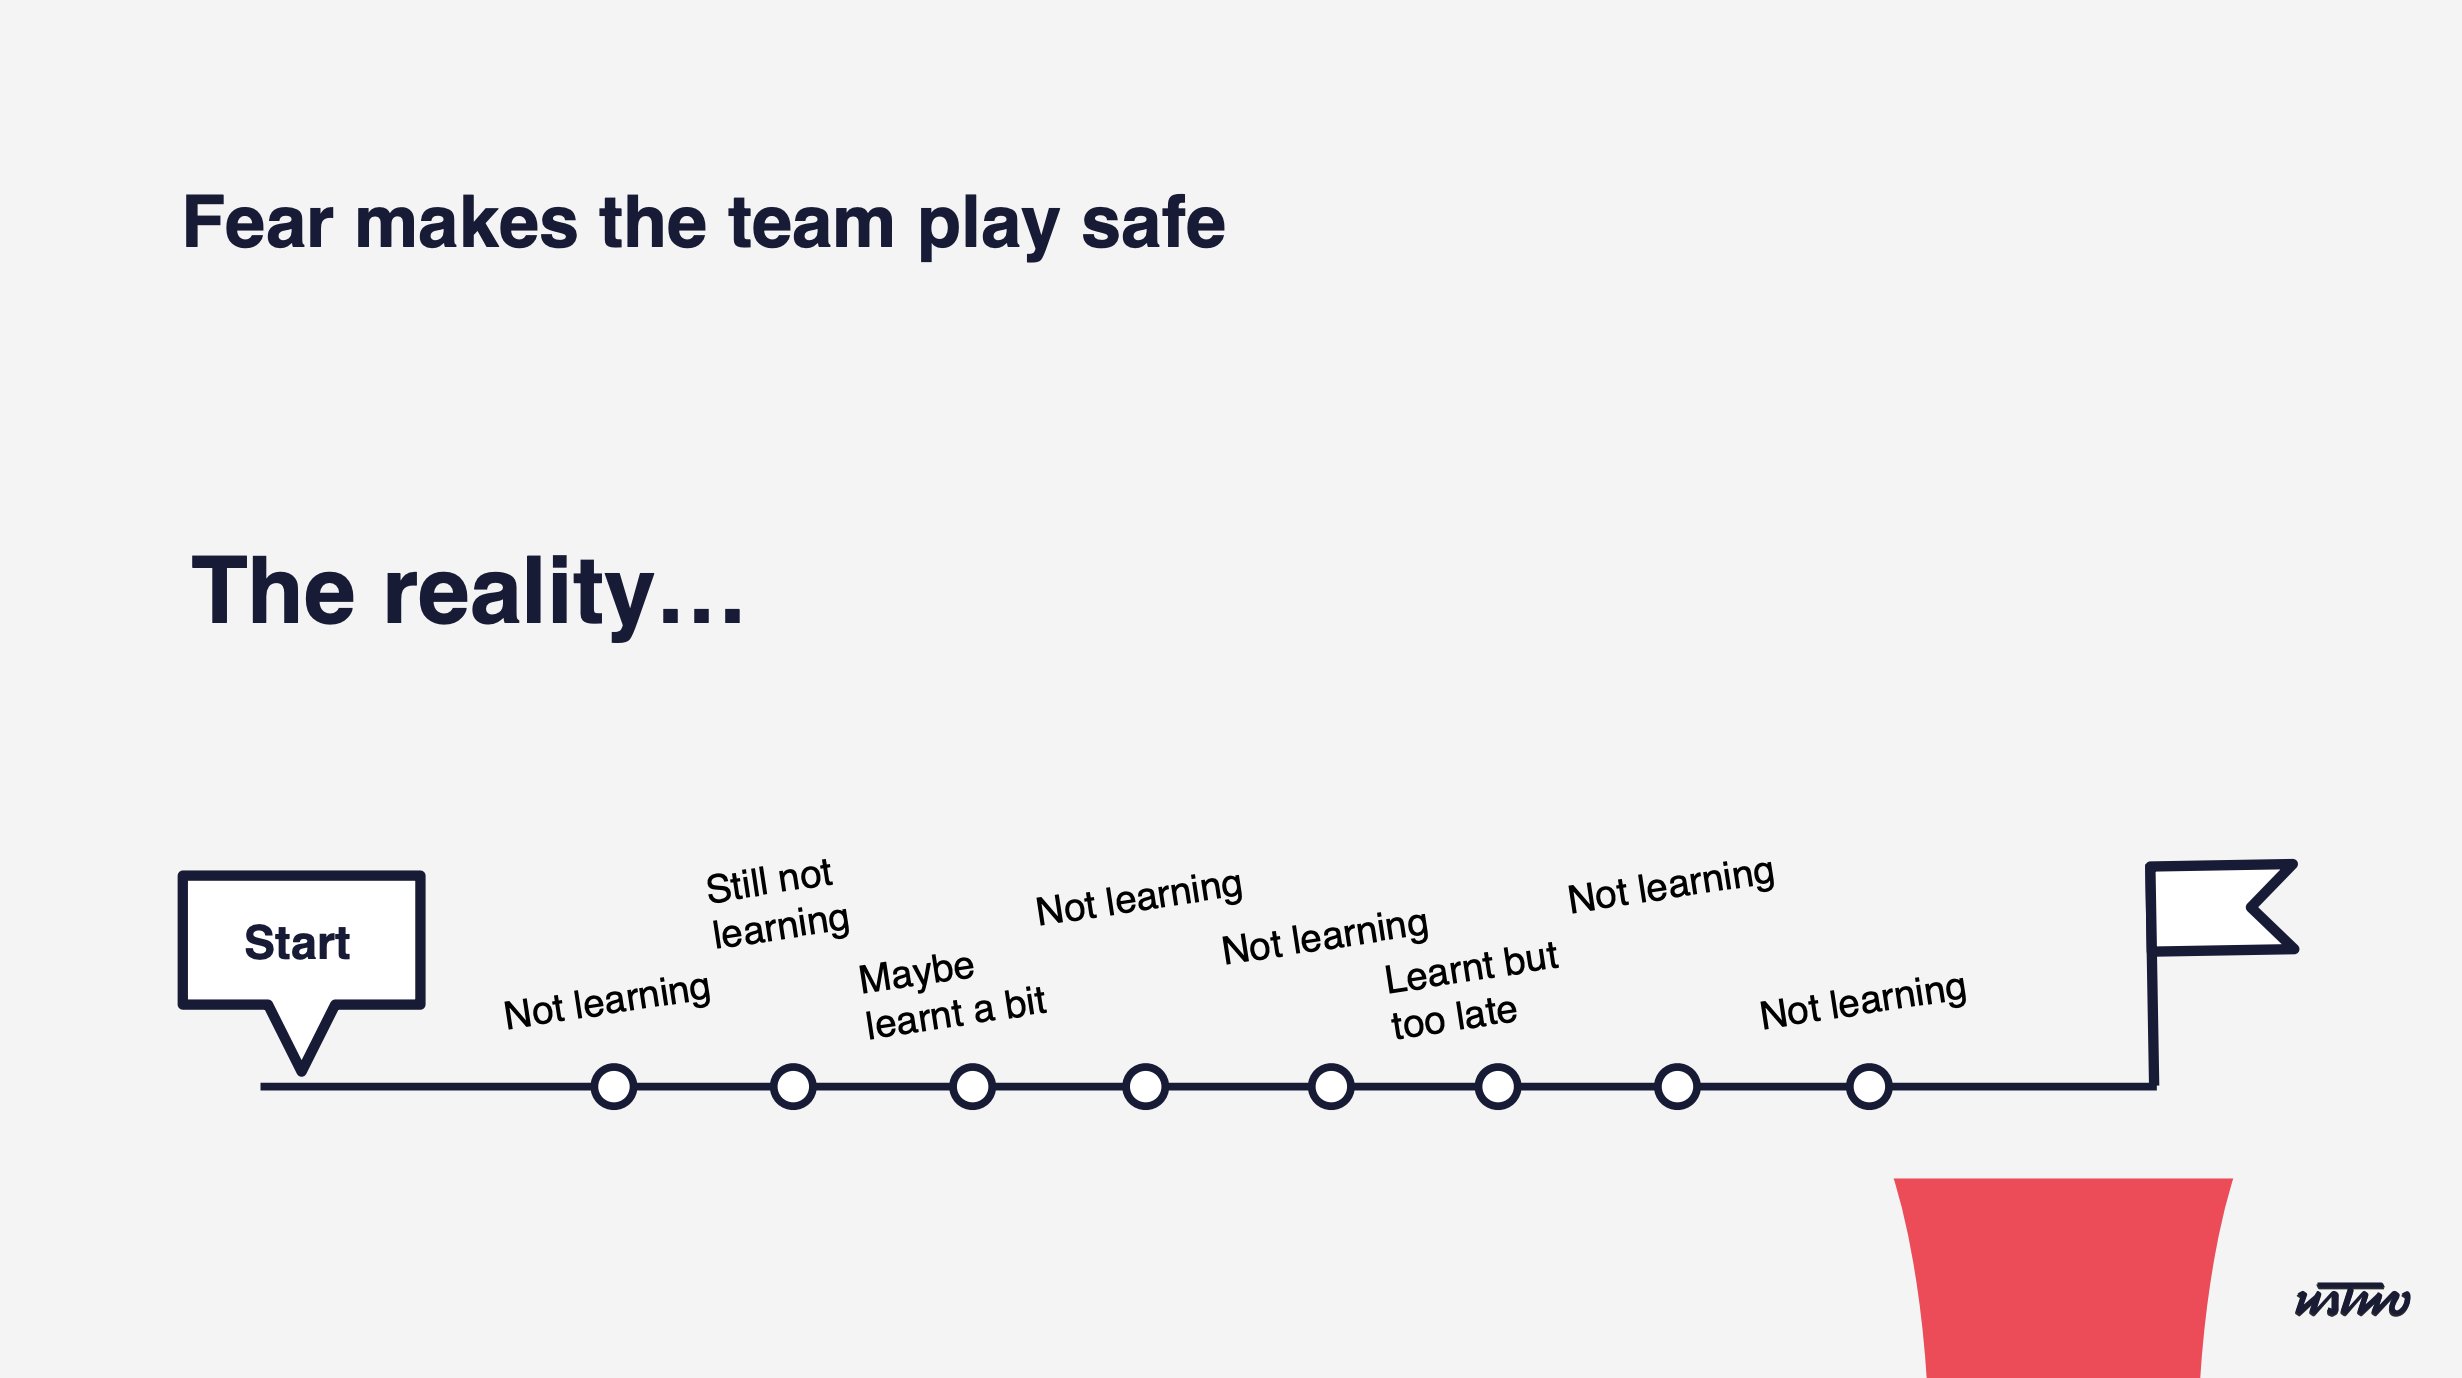 Fear makes the team play safe
The reality...
Start
Not learning
Still not
learning
Maybe
learnt a bit
Not learning
Not learning
Learnt but
too late
Not learning
Not learning
ustwo